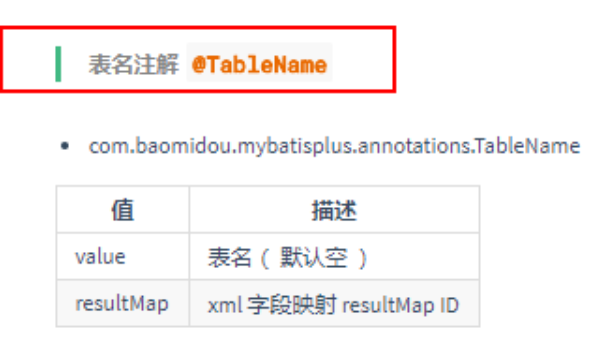 表名注解 @TableName
com.baomidou.mybatisplus.annotations.TableName
值 描述
value 表名（ 默认空 ）
resultMap xml 字段映射 resultMap ID